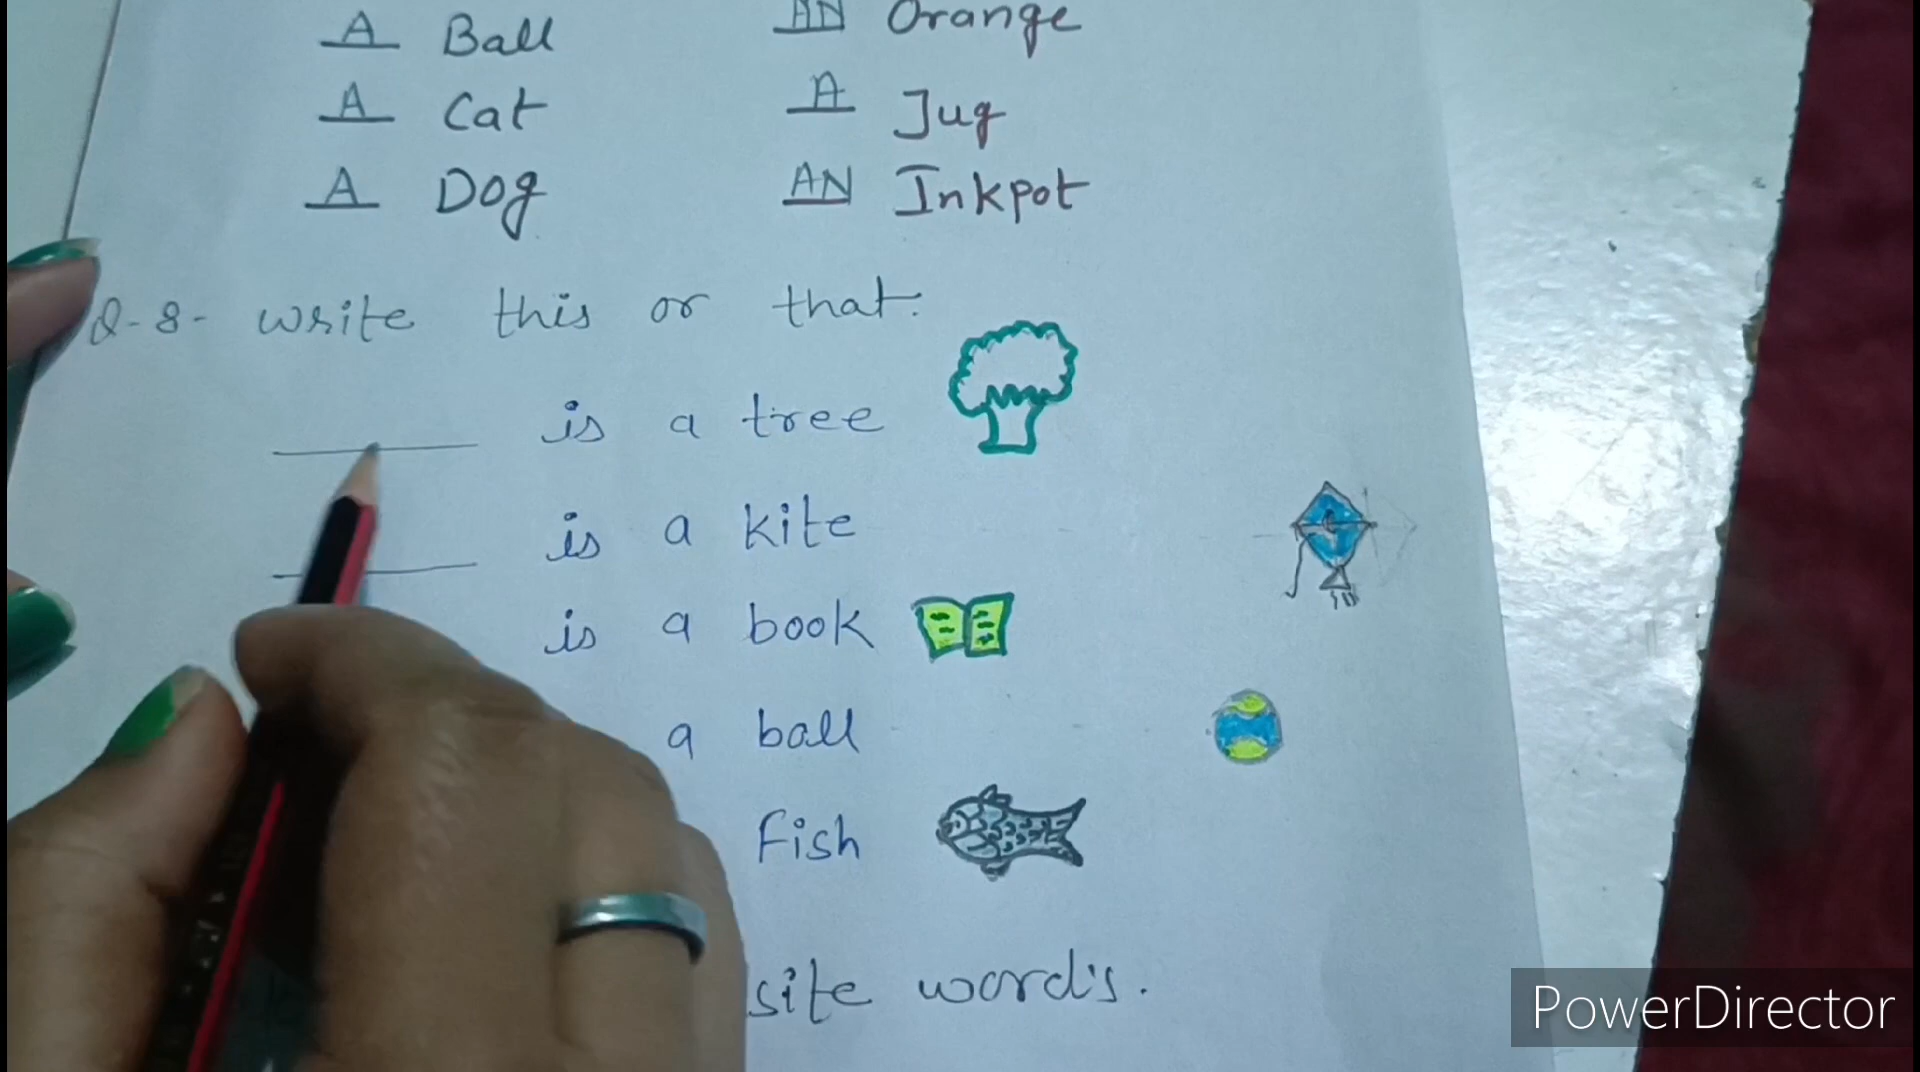 A Ball AN Orange
A Cat A Jug
A Dog AN Inkpot
Q-8- write this or that.
is a tree
is a kite
is a book
a ball
Fish
site words.
PowerDirector